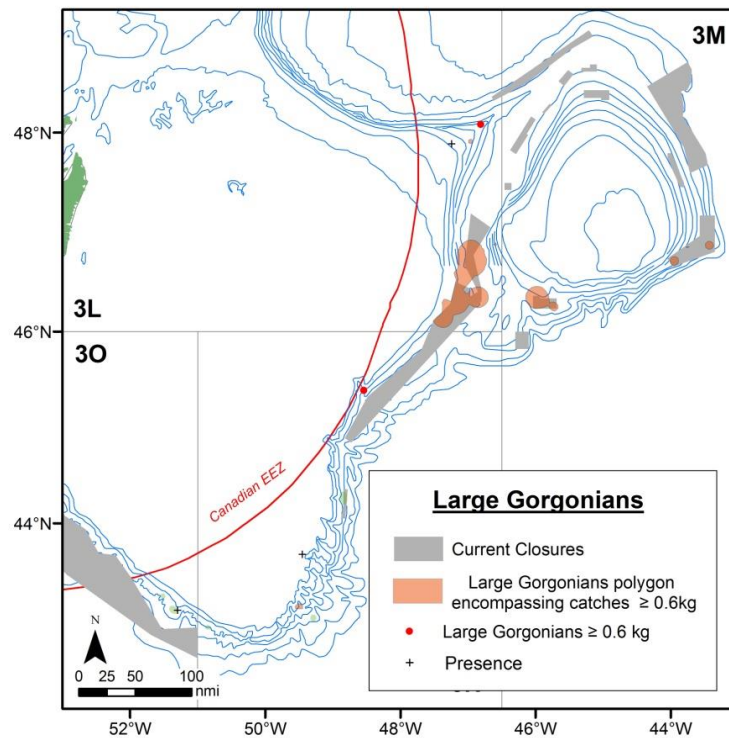 3M
48°N
3L
46°N
3O
Canadian EEZ
44°N
Large Gorgonians
Current Closures
Large Gorgonians polygon
encompassing catches ≥ 0.6kg
Large Gorgonians ≥ 0.6 kg
Presence
N
0 25 50 100
nmi
52°W 50°W 48°W 46°W 44°W